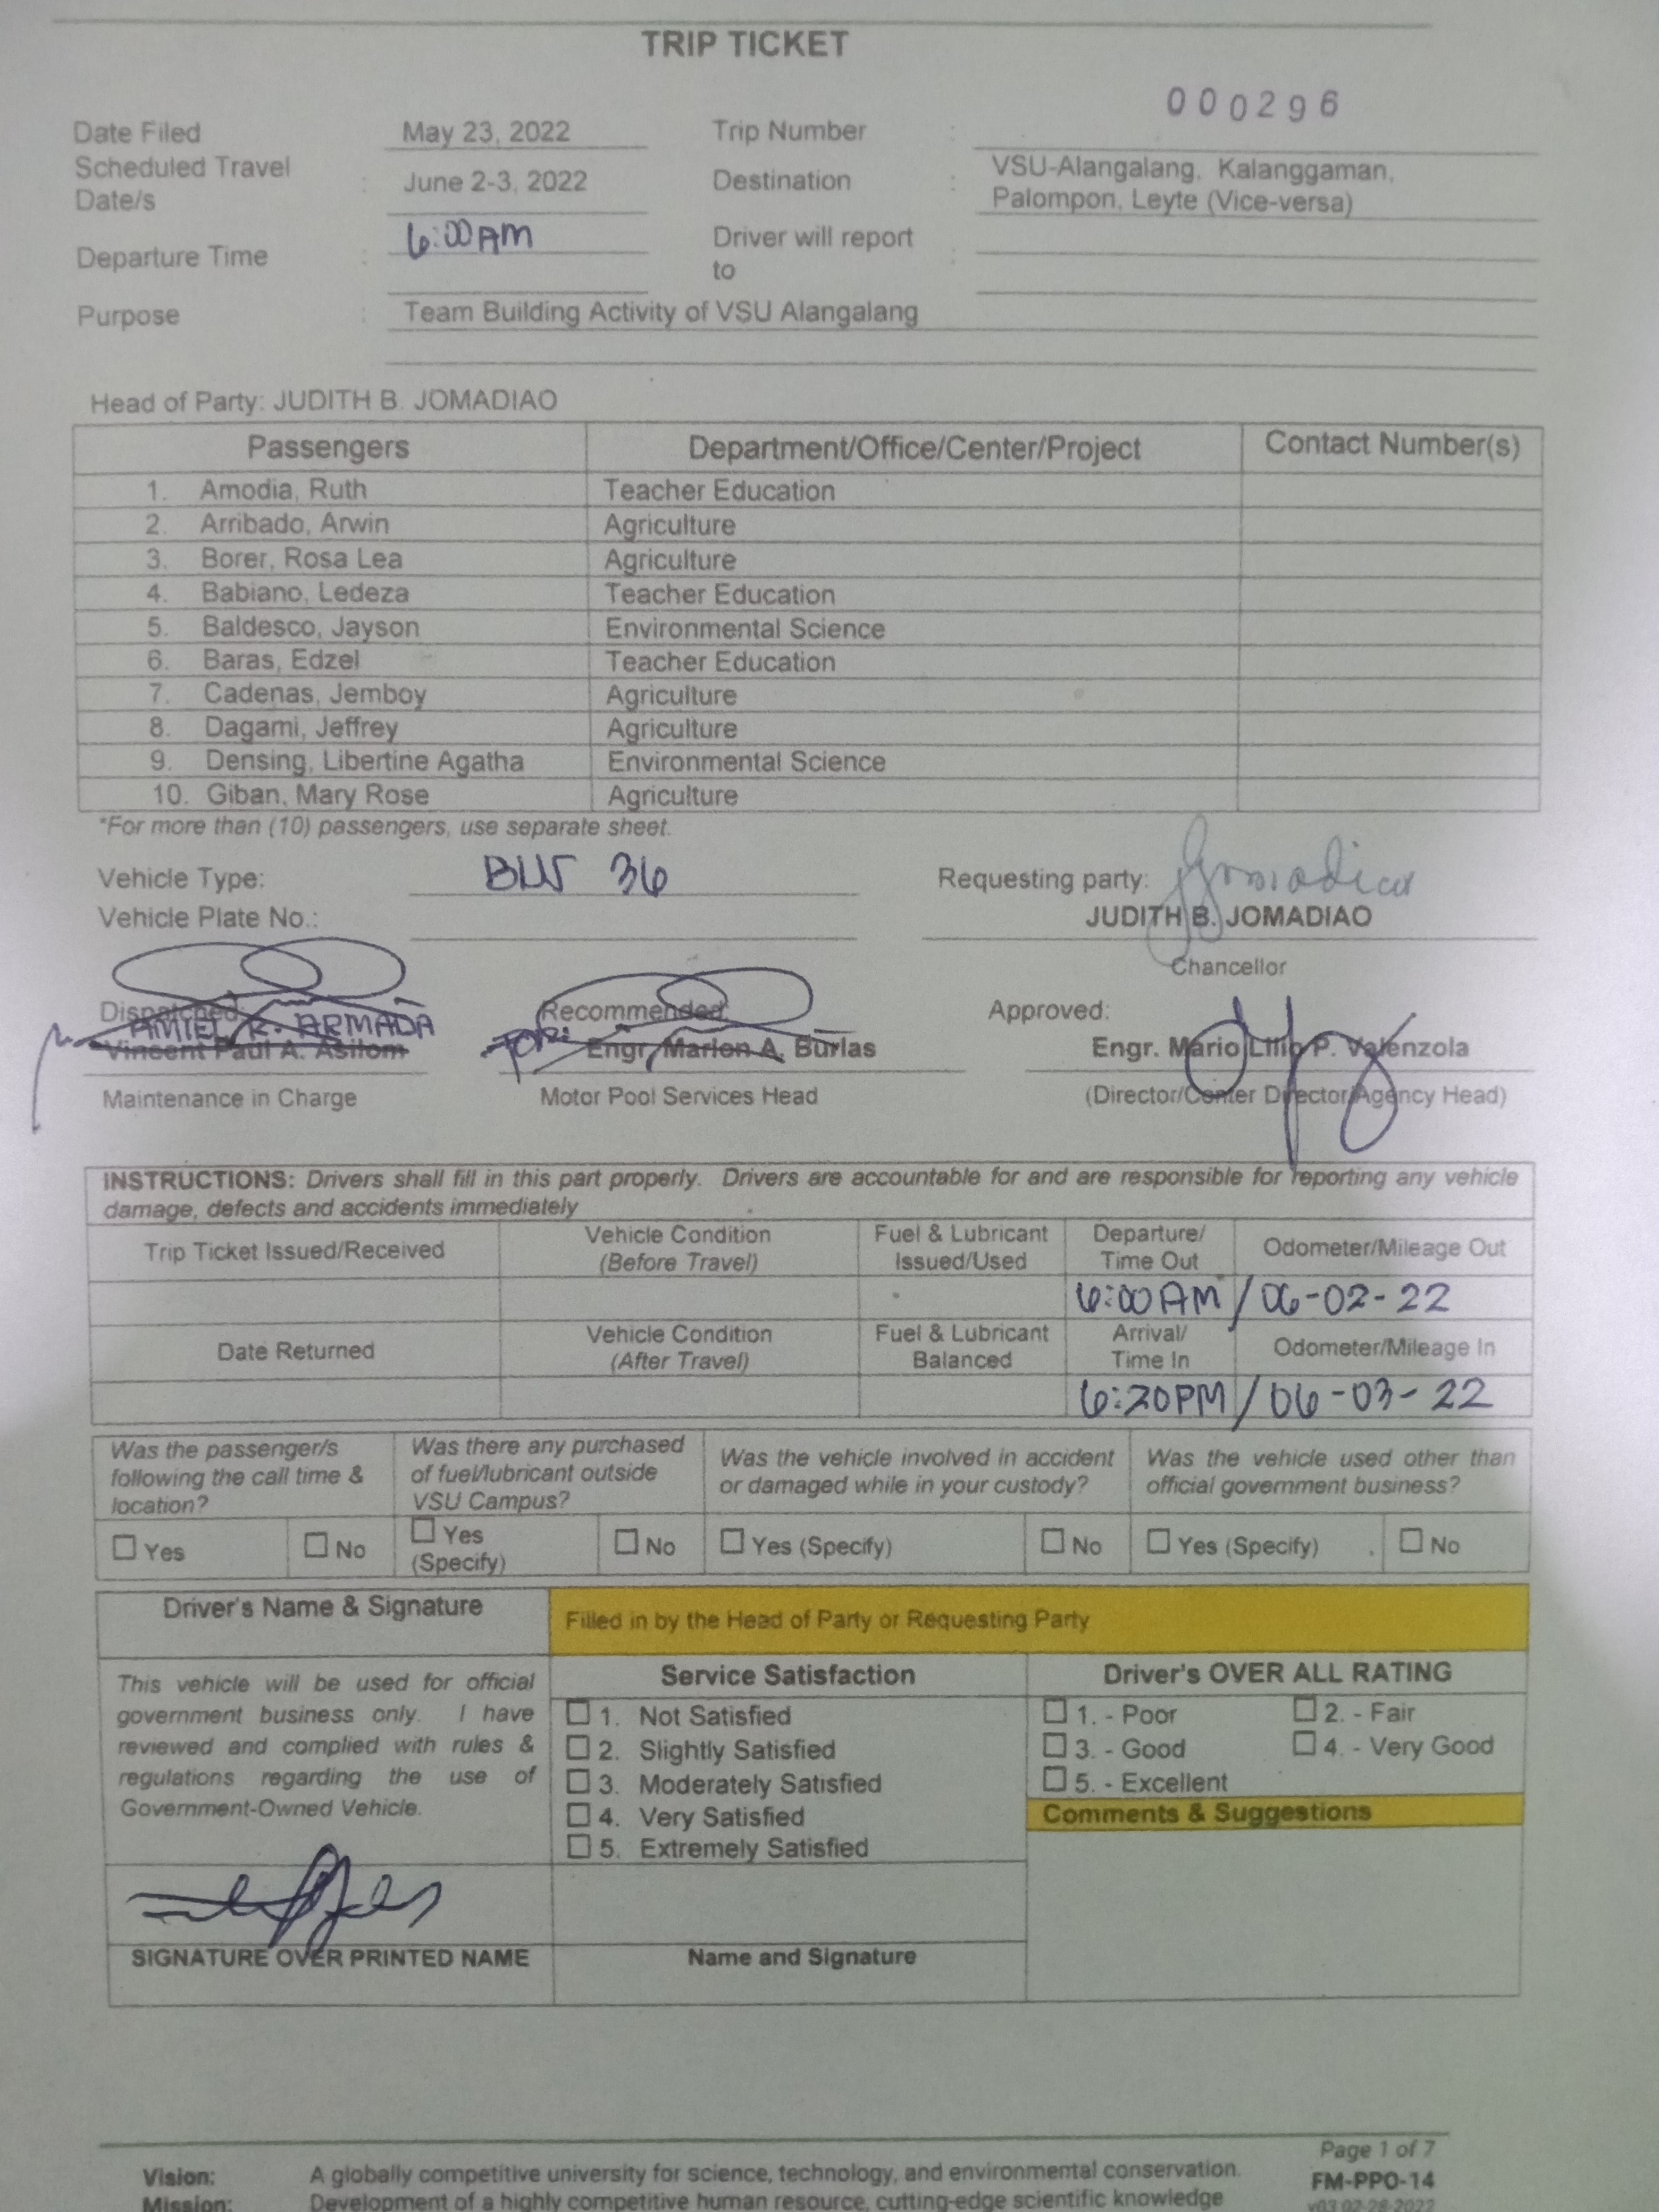 TRIP TICKET
000296
Date Filed May 23, 2022 Trip Number :
Scheduled Travel Date/s : June 2-3, 2022 Destination : VSU-Alangalang, Kalanggaman, Palompon, Leyte (Vice-versa)
Departure Time : 6:00AM Driver will report to :
Purpose : Team Building Activity of VSU Alangalang
Head of Party: JUDITH B. JOMADIAO
Passengers Department/Office/Center/Project Contact Number(s)
1. Amodia, Ruth Teacher Education
2. Arribado, Arwin Agriculture
3. Borer, Rosa Lea Agriculture
4. Babiano, Ledeza Teacher Education
5. Baldesco, Jayson Environmental Science
6. Baras, Edzel Teacher Education
7. Cadenas, Jemboy Agriculture
8. Dagami, Jeffrey Agriculture
9. Densing, Libertine Agatha Environmental Science
10. Giban, Mary Rose Agriculture
*For more than (10) passengers, use separate sheet.
Vehicle Type: 36 Requesting party: Jomadiao
Vehicle Plate No.: JUDITH B. JOMADIAO
Chancellor
Dispatched: Recommended: Approved:
AMIEL R. ARMADA
Vincent Paul A. Asilom FOR: Engr. Marlon A. Burlas Engr. Mario Lilio P. Valenzola
Maintenance in Charge Motor Pool Services Head (Director/Center Director/Agency Head)
INSTRUCTIONS: Drivers shall fill in this part properly. Drivers are accountable for and are responsible for reporting any vehicle
damage, defects and accidents immediately
Trip Ticket Issued/Received Vehicle Condition (Before Travel) Fuel & Lubricant Issued/Used Departure/ Time Out Odometer/Mileage Out
6:00AM / 06-02-22
Date Returned Vehicle Condition (After Travel) Fuel & Lubricant Balanced Arrival/ Time In Odometer/Mileage In
6:20PM / 06-03-22
Was the passenger/s following the call time & location? Was there any purchased of fuel/lubricant outside VSU Campus? Was the vehicle involved in accident or damaged while in your custody? Was the vehicle used other than official government business?
Yes No Yes (Specify) No Yes (Specify) No Yes (Specify) No
Driver's Name & Signature Filled in by the Head of Party or Requesting Party
This vehicle will be used for official
government business only. I have
reviewed and complied with rules &
regulations regarding the use of
Government-Owned Vehicle.
Service Satisfaction
1. Not Satisfied
2. Slightly Satisfied
3. Moderately Satisfied
4. Very Satisfied
5. Extremely Satisfied
Driver's OVER ALL RATING
1. - Poor 2. - Fair
3. - Good 4. - Very Good
5. - Excellent
Comments & Suggestions
SIGNATURE OVER PRINTED NAME Name and Signature
Page 1 of 7
Vision: A globally competitive university for science, technology, and environmental conservation.
FM-PPO-14
Mission: Development of a highly competitive human resource, cutting-edge scientific knowledge
v03 02-28-2022